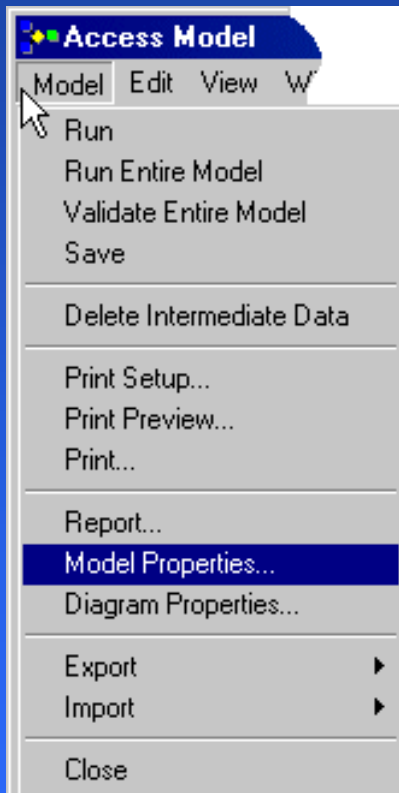 Access Model
Model Edit View
Run
Run Entire Model
Validate Entire Model
Save
Delete Intermediate Data
Print Setup...
Print Preview...
Print...
Report...
Model Properties...
Diagram Properties...
Export
Import
Close